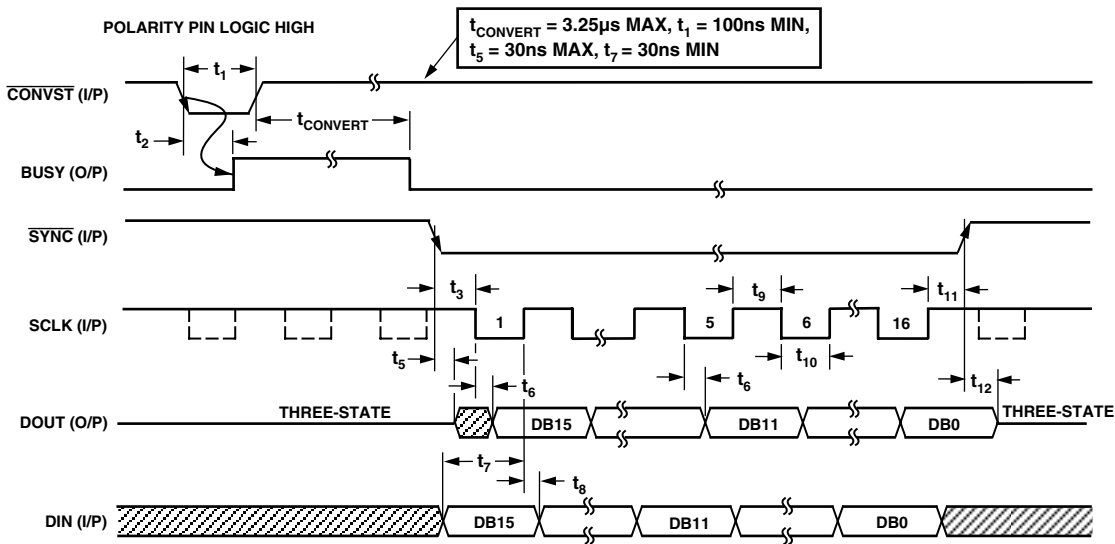 POLARITY PIN LOGIC HIGH
tCONVERT = 3.25µs MAX, t1 = 100ns MIN,
t5 = 30ns MAX, t7 = 30ns MIN
t1
CONVST (I/P)
tCONVERT
t2
BUSY (O/P)
SYNC (I/P)
t3
t9
t11
SCLK (I/P)
1
5
6
16
t5
t10
t6
t6
t12
THREE-STATE
THREE-STATE
DOUT (O/P)
DB15
DB11
DB0
t7
t8
DIN (I/P)
DB15
DB11
DB0